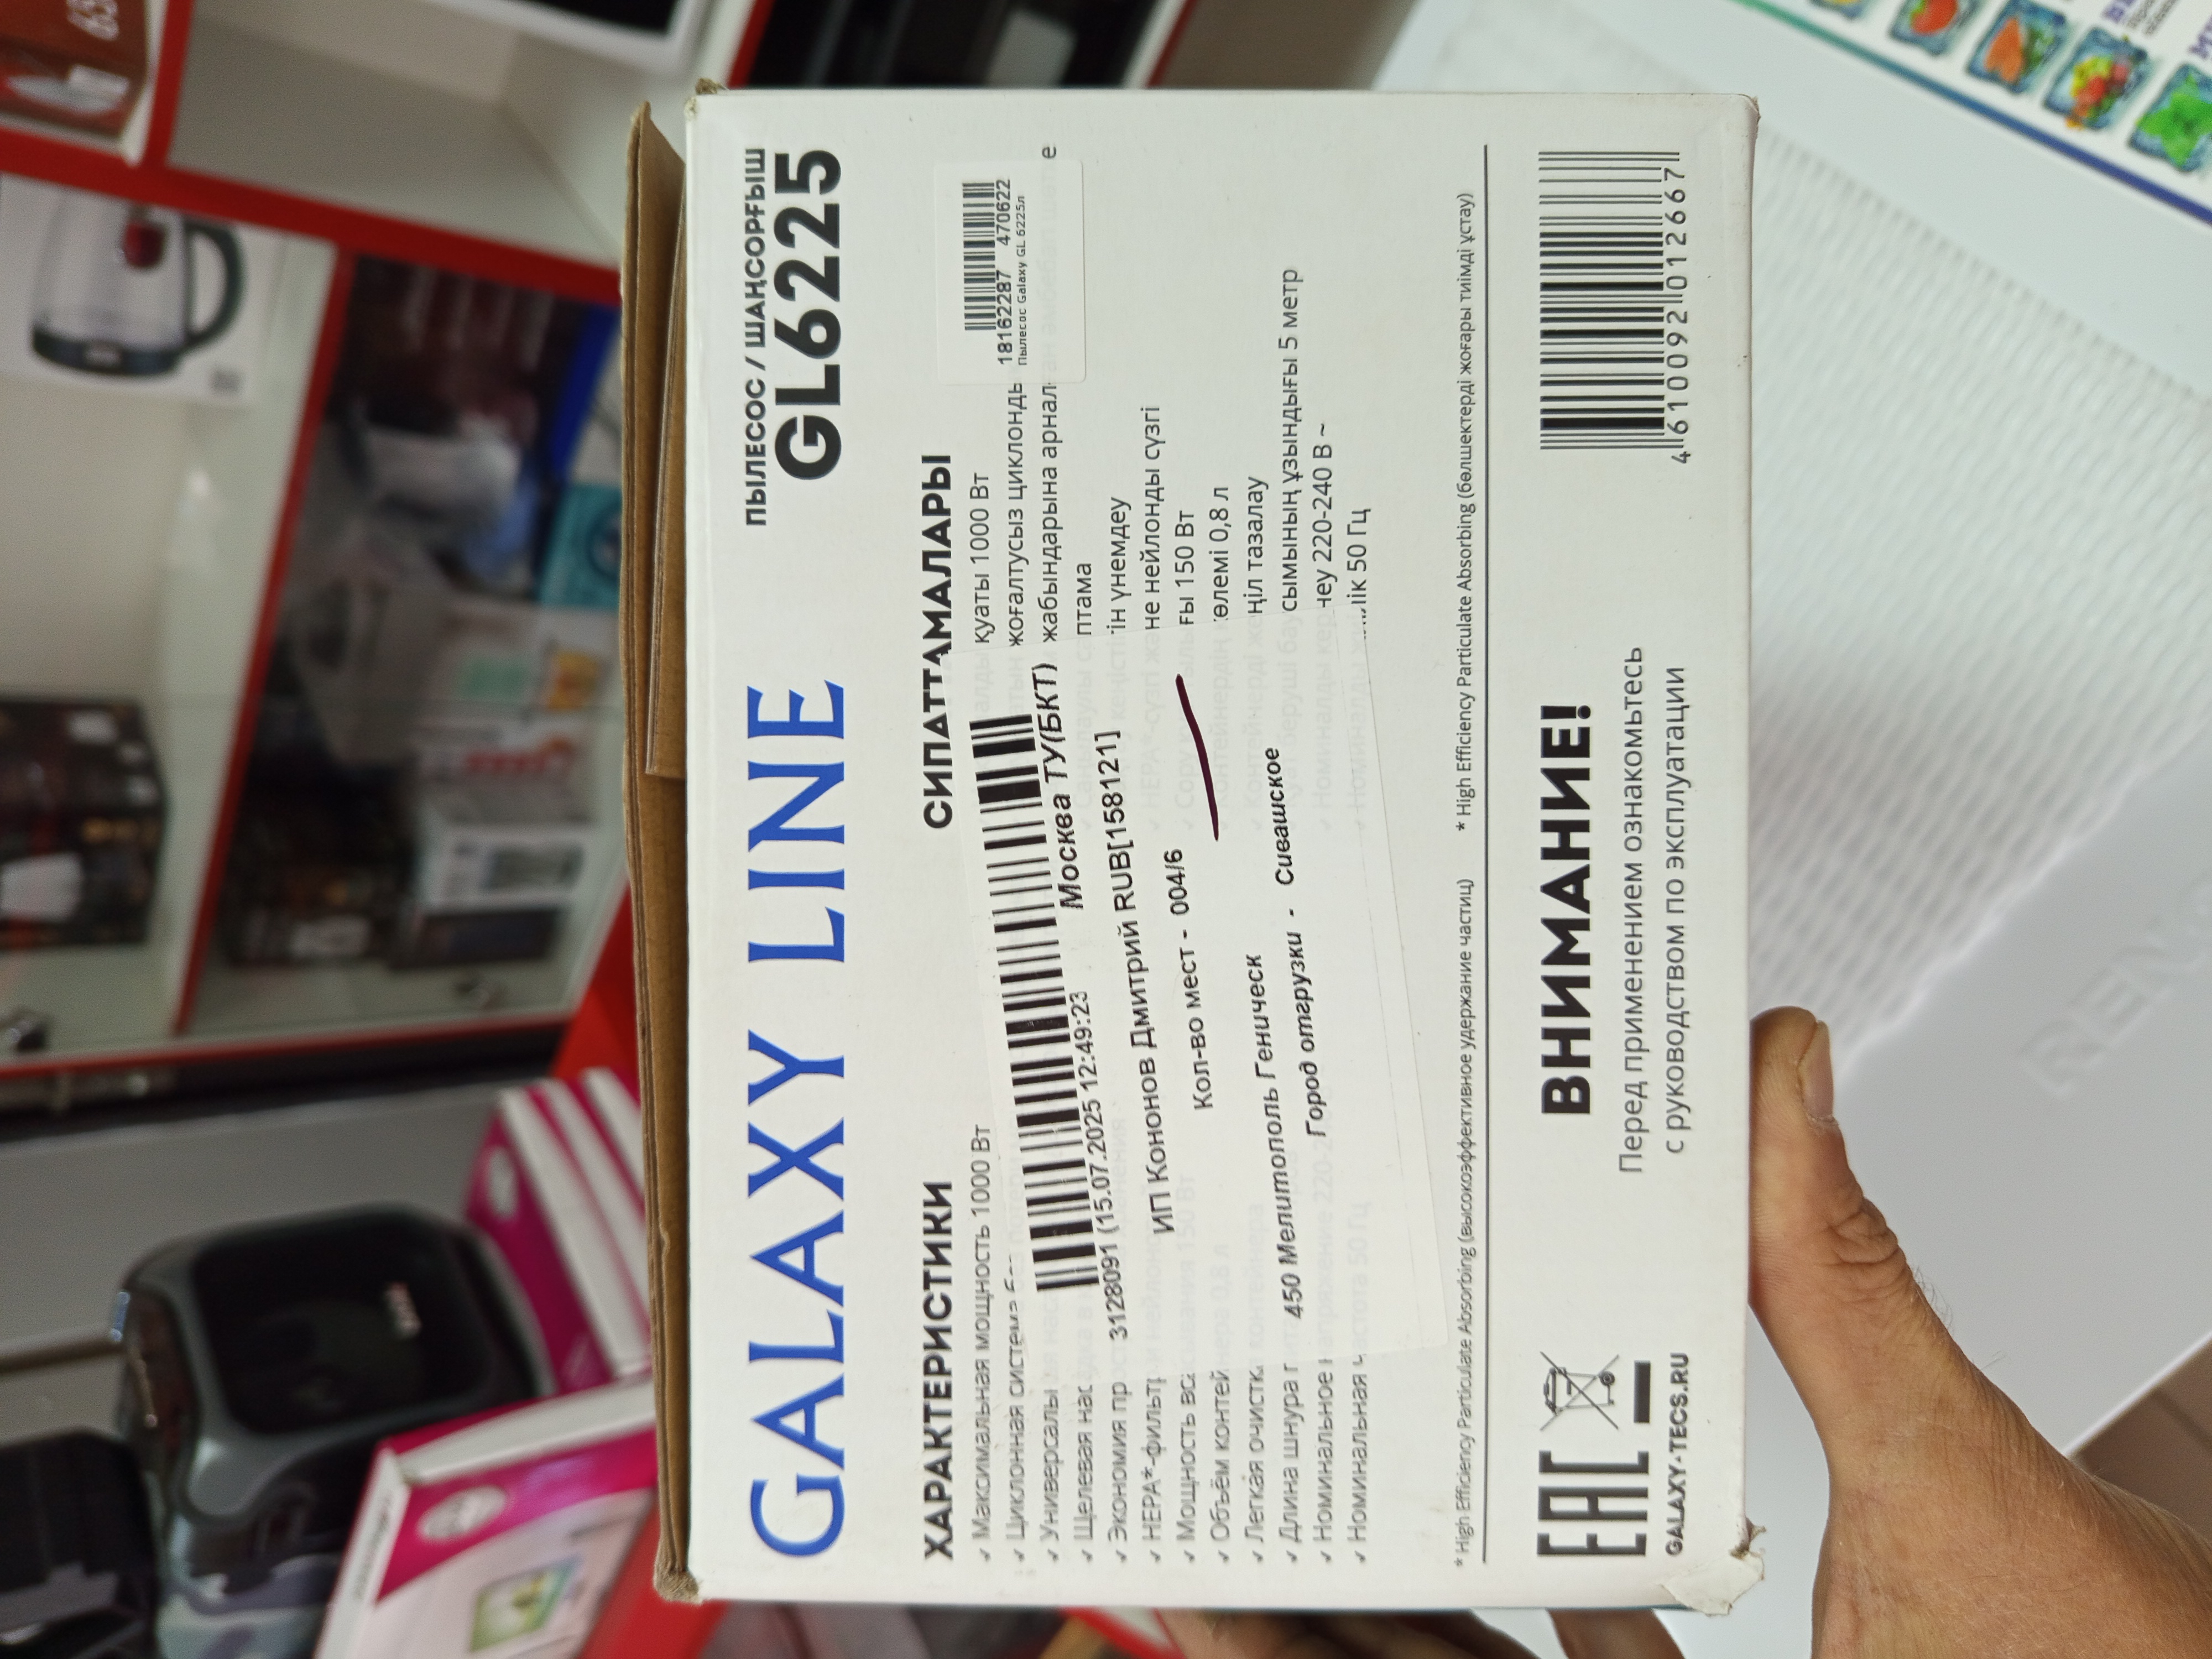 GALAXY LINE
ПЫЛЕСОС / ШАҢСОРҒЫШ
GL6225
ХАРАКТЕРИСТИКИ
✓ Максимальная мощность 1000 Вт
✓ Циклонная система
✓ Универсальн
✓ Щелевая нас
✓ Экономия пр
✓ HEPA*-фильтр
✓ Мощность вса
✓ Объём контей
✓ Легкая очистк
✓ Длина шнура п
✓ Номинальное н
✓ Номинальная ч
СИПАТТАМАЛАРЫ
қуаты 1000 Вт
жоғалтусыз циклонды
жабындарына арнал
птама
ін үнемдеу
не нейлонды сүзгі
ғы 150 Вт
көлемі 0,8 л
ңіл тазалау
сымының ұзындығы 5 метр
неу 220-240 В ~
лік 50 Гц
18162287 470622
Пылесос Galaxy GL 6225л
Москва ТУ(БКТ)
3128091 (15.07.2025 12:49:23
ИП Кононов Дмитрий RUB[158121]
Кол-во мест - 004/6
450 Мелитополь Геническ
Город отгрузки - Сивашское
* High Efficiency Particulate Absorbing (высокоэффективное удержание частиц)
* High Efficiency Particulate Absorbing (бөлшектерді жоғары тиімді ұстау)
EAC
GALAXY-TECS.RU
ВНИМАНИЕ!
Перед применением ознакомьтесь
с руководством по эксплуатации
4 610092 012667